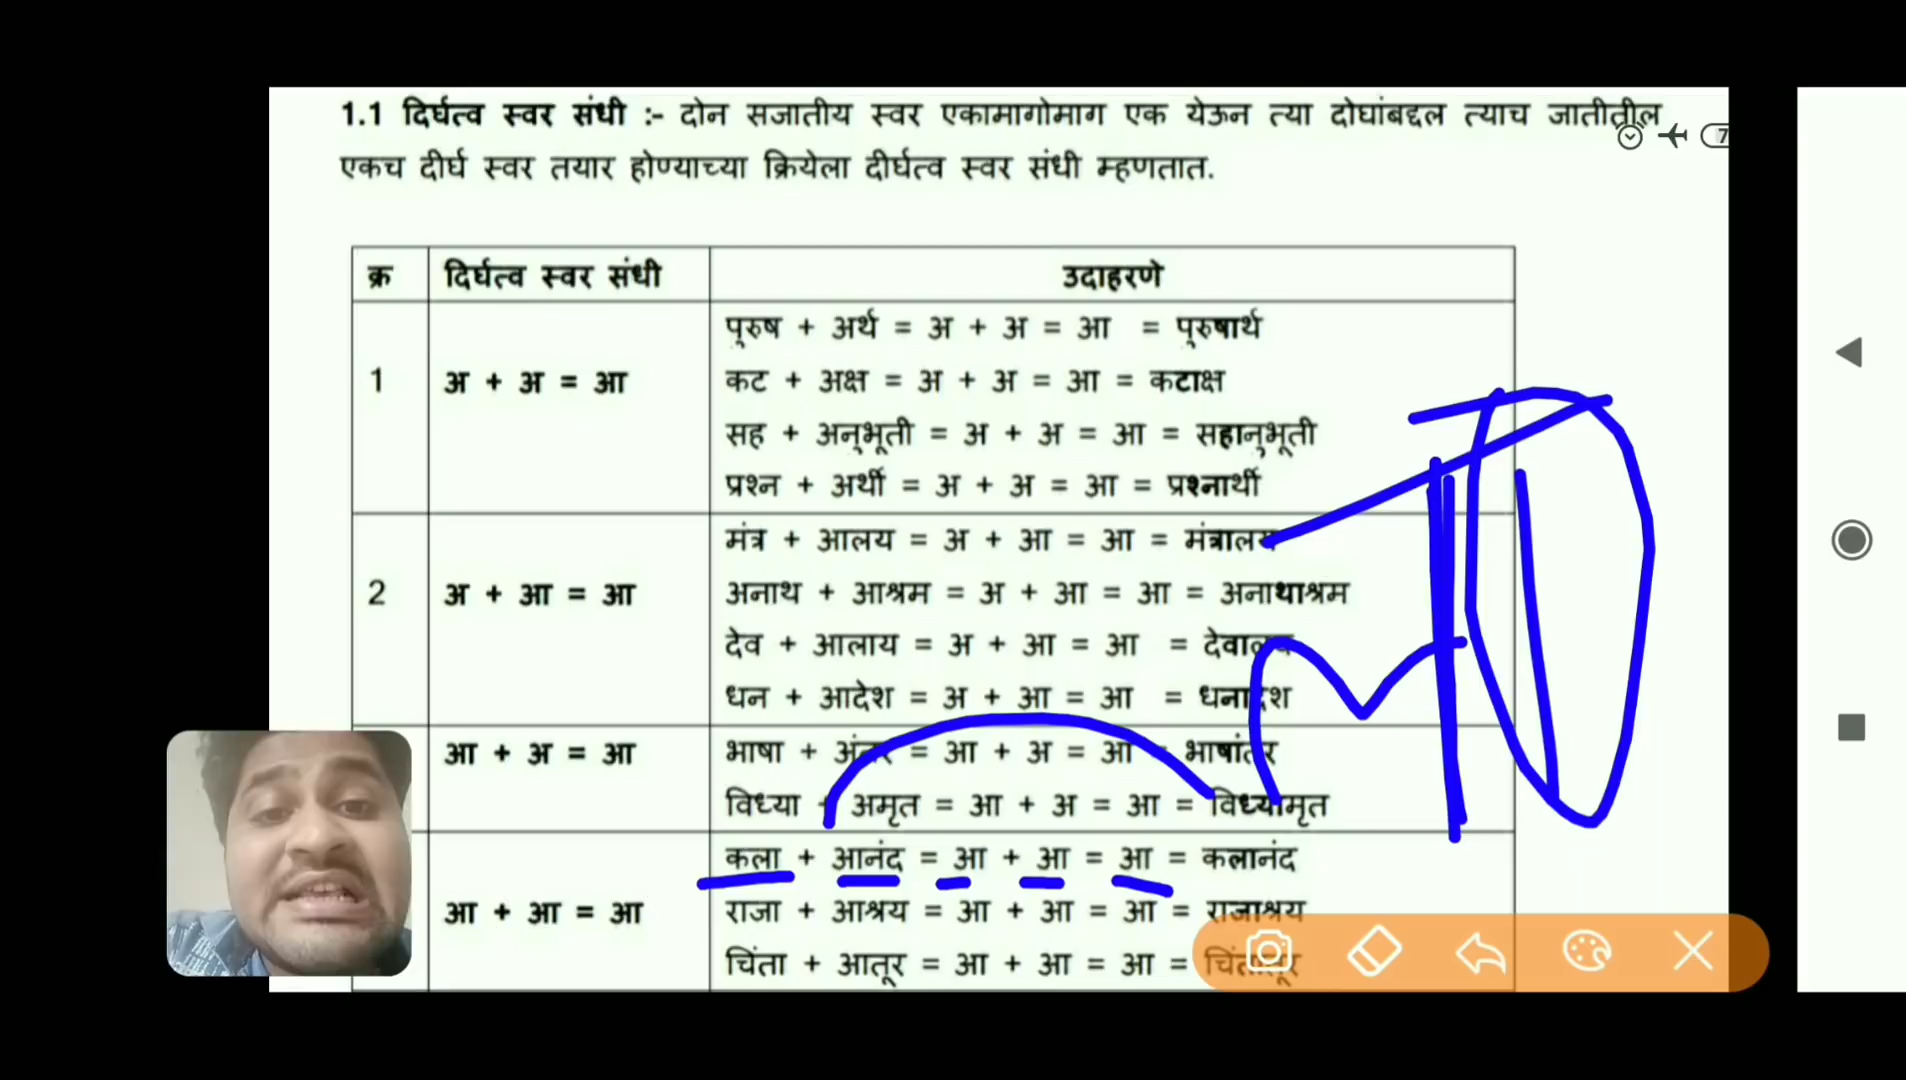 1.1 दिर्घत्व स्वर संधी :- दोन सजातीय स्वर एकामागोमाग एक येऊन त्या दोघांबद्दल त्याच जातीतील
एकच दीर्घ स्वर तयार होण्याच्या क्रियेला दीर्घत्व स्वर संधी म्हणतात.
7
क्र दिर्घत्व स्वर संधी उदाहरणे
पुरुष + अर्थ = अ + अ = आ = पुरुषार्थ
1 अ + अ = आ कट + अक्ष = अ + अ = आ = कटाक्ष
सह + अनुभूती = अ + अ = आ = सहानुभूती
प्रश्न + अर्थी = अ + अ = आ = प्रश्नार्थी
मंत्र + आलय = अ + आ = आ = मंत्रालय
2 अ + आ = आ अनाथ + आश्रम = अ + आ = आ = अनाथाश्रम
देव + आलाय = अ + आ = आ = देवालय
धन + आदेश = अ + आ = आ = धनादेश
आ + अ = आ भाषा + अंतर = आ + अ = आ = भाषांतर
विध्या + अमृत = आ + अ = आ = विध्यामृत
कला + आनंद = आ + आ = आ = कलानंद
आ + आ = आ राजा + आश्रय = आ + आ = आ = राजाश्रय
चिंता + आतूर = आ + आ = आ = चिंतातूर